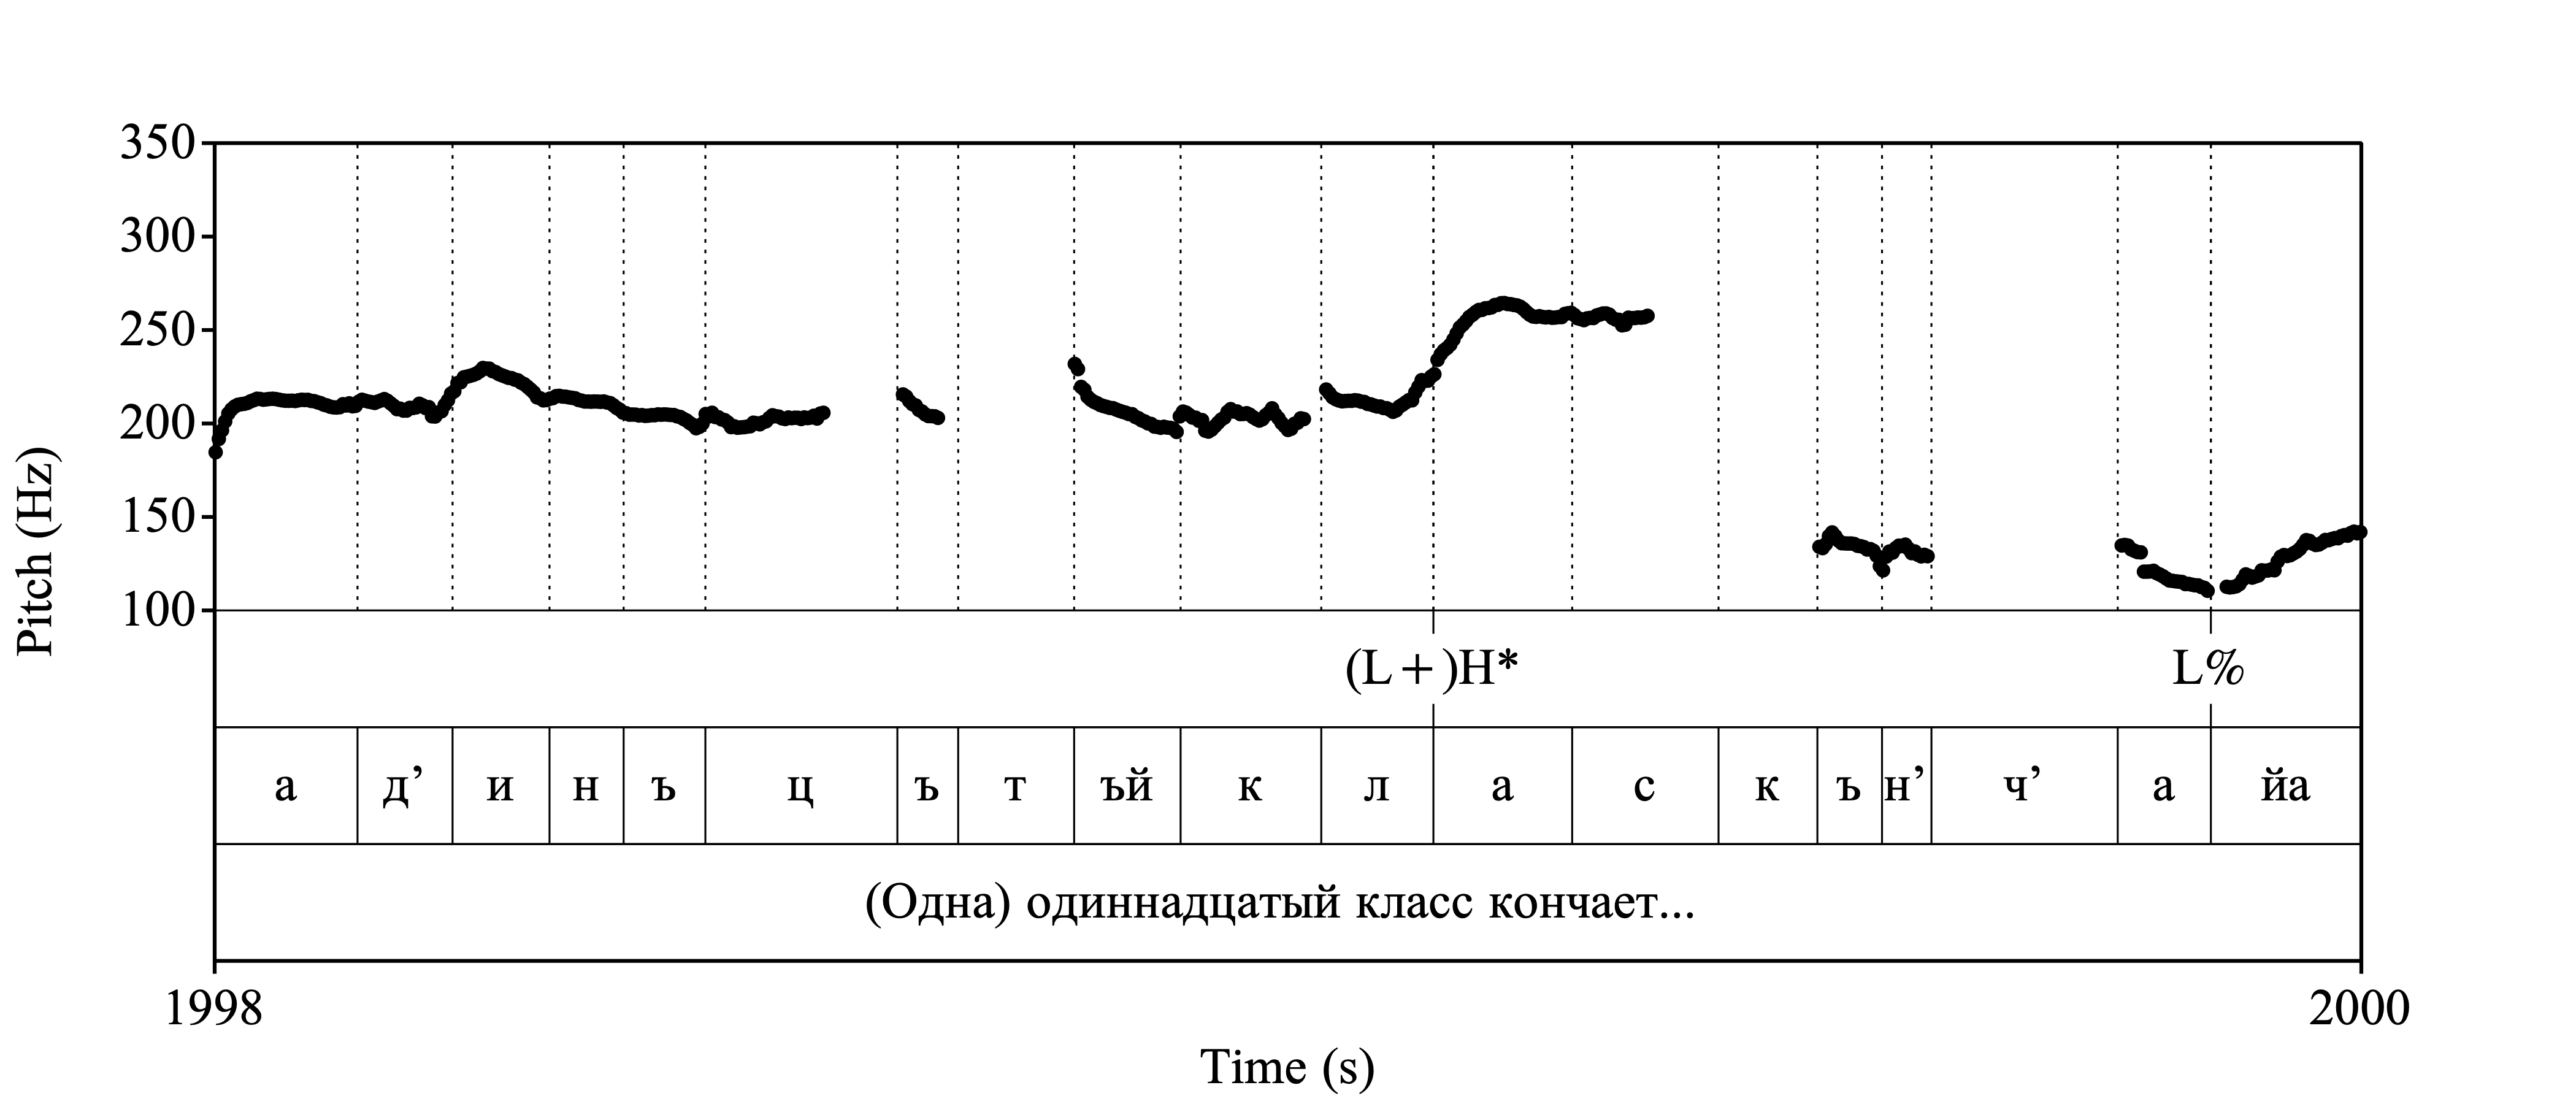 350
300
250
200
150
100
Pitch (Hz)
(L+)H* L%
а д’ и н ъ ц ъ т ъй к л а с к ъ н’ ч’ а йа
(Одна) одиннадцатый класс кончает...
1998 2000
Time (s)